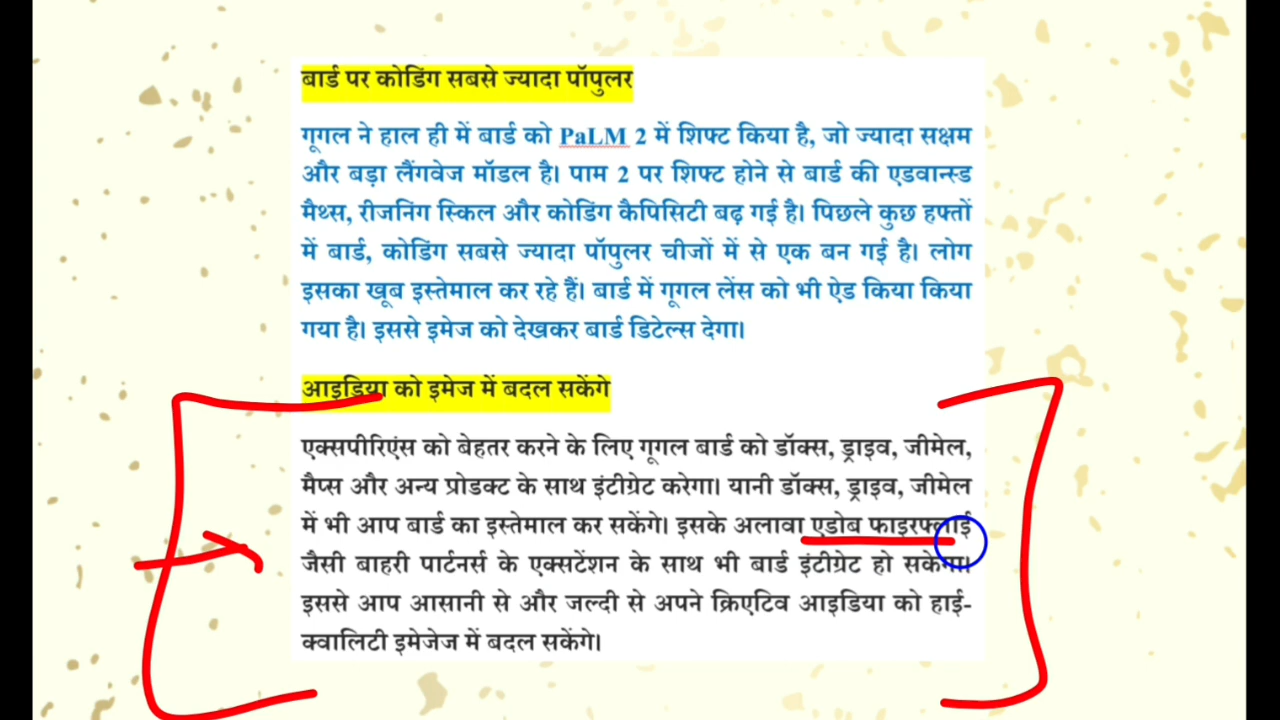 बार्ड पर कोडिंग सबसे ज्यादा पॉपुलर
गूगल ने हाल ही में बार्ड को PaLM 2 में शिफ्ट किया है, जो ज्यादा सक्षम
और बड़ा लैंगवेज मॉडल है। पाम 2 पर शिफ्ट होने से बार्ड की एडवान्स्ड
मैथ्स, रीजनिंग स्किल और कोडिंग कैपिसिटी बढ़ गई है। पिछले कुछ हफ्तों
में बार्ड, कोडिंग सबसे ज्यादा पॉपुलर चीजों में से एक बन गई है। लोग
इसका खूब इस्तेमाल कर रहे हैं। बार्ड में गूगल लेंस को भी ऐड किया किया
गया है। इससे इमेज को देखकर बार्ड डिटेल्स देगा।
आइडिया को इमेज में बदल सकेंगे
एक्सपीरिएंस को बेहतर करने के लिए गूगल बार्ड को डॉक्स, ड्राइव, जीमेल,
मैप्स और अन्य प्रोडक्ट के साथ इंटीग्रेट करेगा। यानी डॉक्स, ड्राइव, जीमेल
में भी आप बार्ड का इस्तेमाल कर सकेंगे। इसके अलावा एडोब फाइरफ्लाई
जैसी बाहरी पार्टनर्स के एक्सटेंशन के साथ भी बार्ड इंटीग्रेट हो सकेगा।
इससे आप आसानी से और जल्दी से अपने क्रिएटिव आइडिया को हाई-
क्वालिटी इमेजेज में बदल सकेंगे।